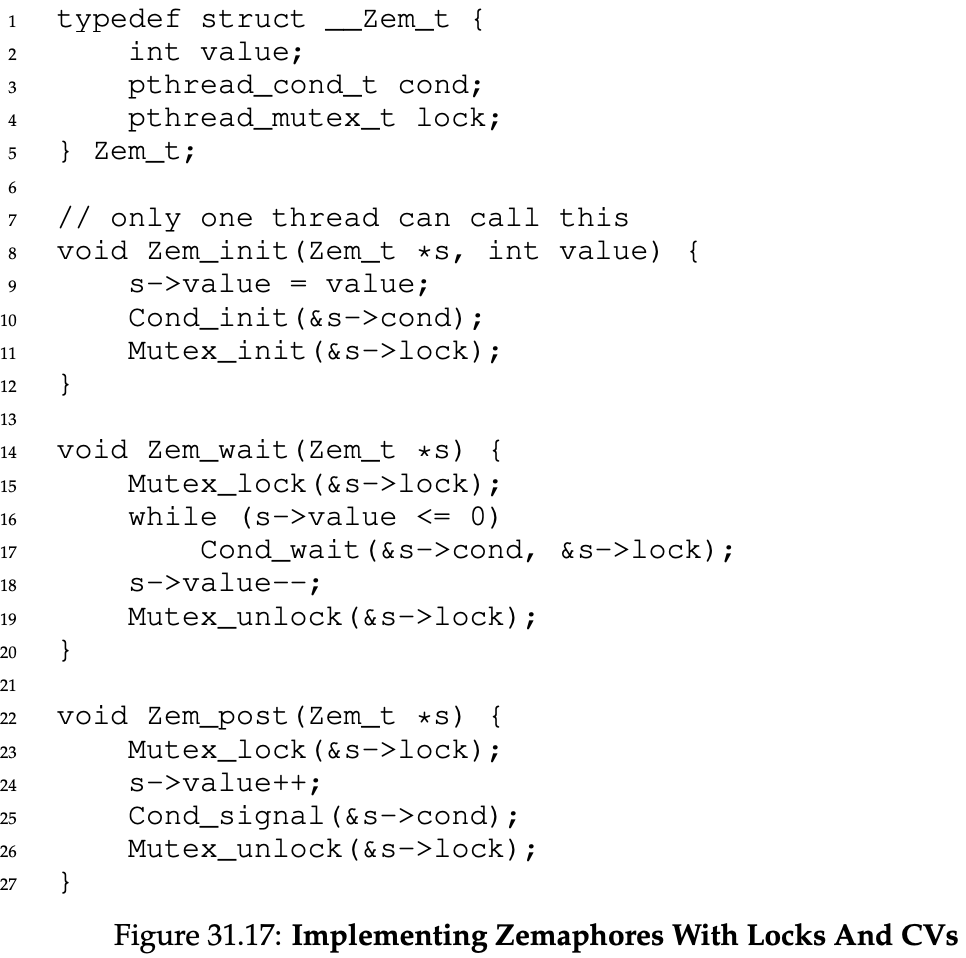 1 typedef struct __Zem_t {
2     int value;
3     pthread_cond_t cond;
4     pthread_mutex_t lock;
5 } Zem_t;
6
7 // only one thread can call this
8 void Zem_init(Zem_t *s, int value) {
9     s->value = value;
10     Cond_init(&s->cond);
11     Mutex_init(&s->lock);
12 }
13
14 void Zem_wait(Zem_t *s) {
15     Mutex_lock(&s->lock);
16     while (s->value <= 0)
17         Cond_wait(&s->cond, &s->lock);
18     s->value--;
19     Mutex_unlock(&s->lock);
20 }
21
22 void Zem_post(Zem_t *s) {
23     Mutex_lock(&s->lock);
24     s->value++;
25     Cond_signal(&s->cond);
26     Mutex_unlock(&s->lock);
27 }
Figure 31.17: Implementing Zemaphores With Locks And CVs